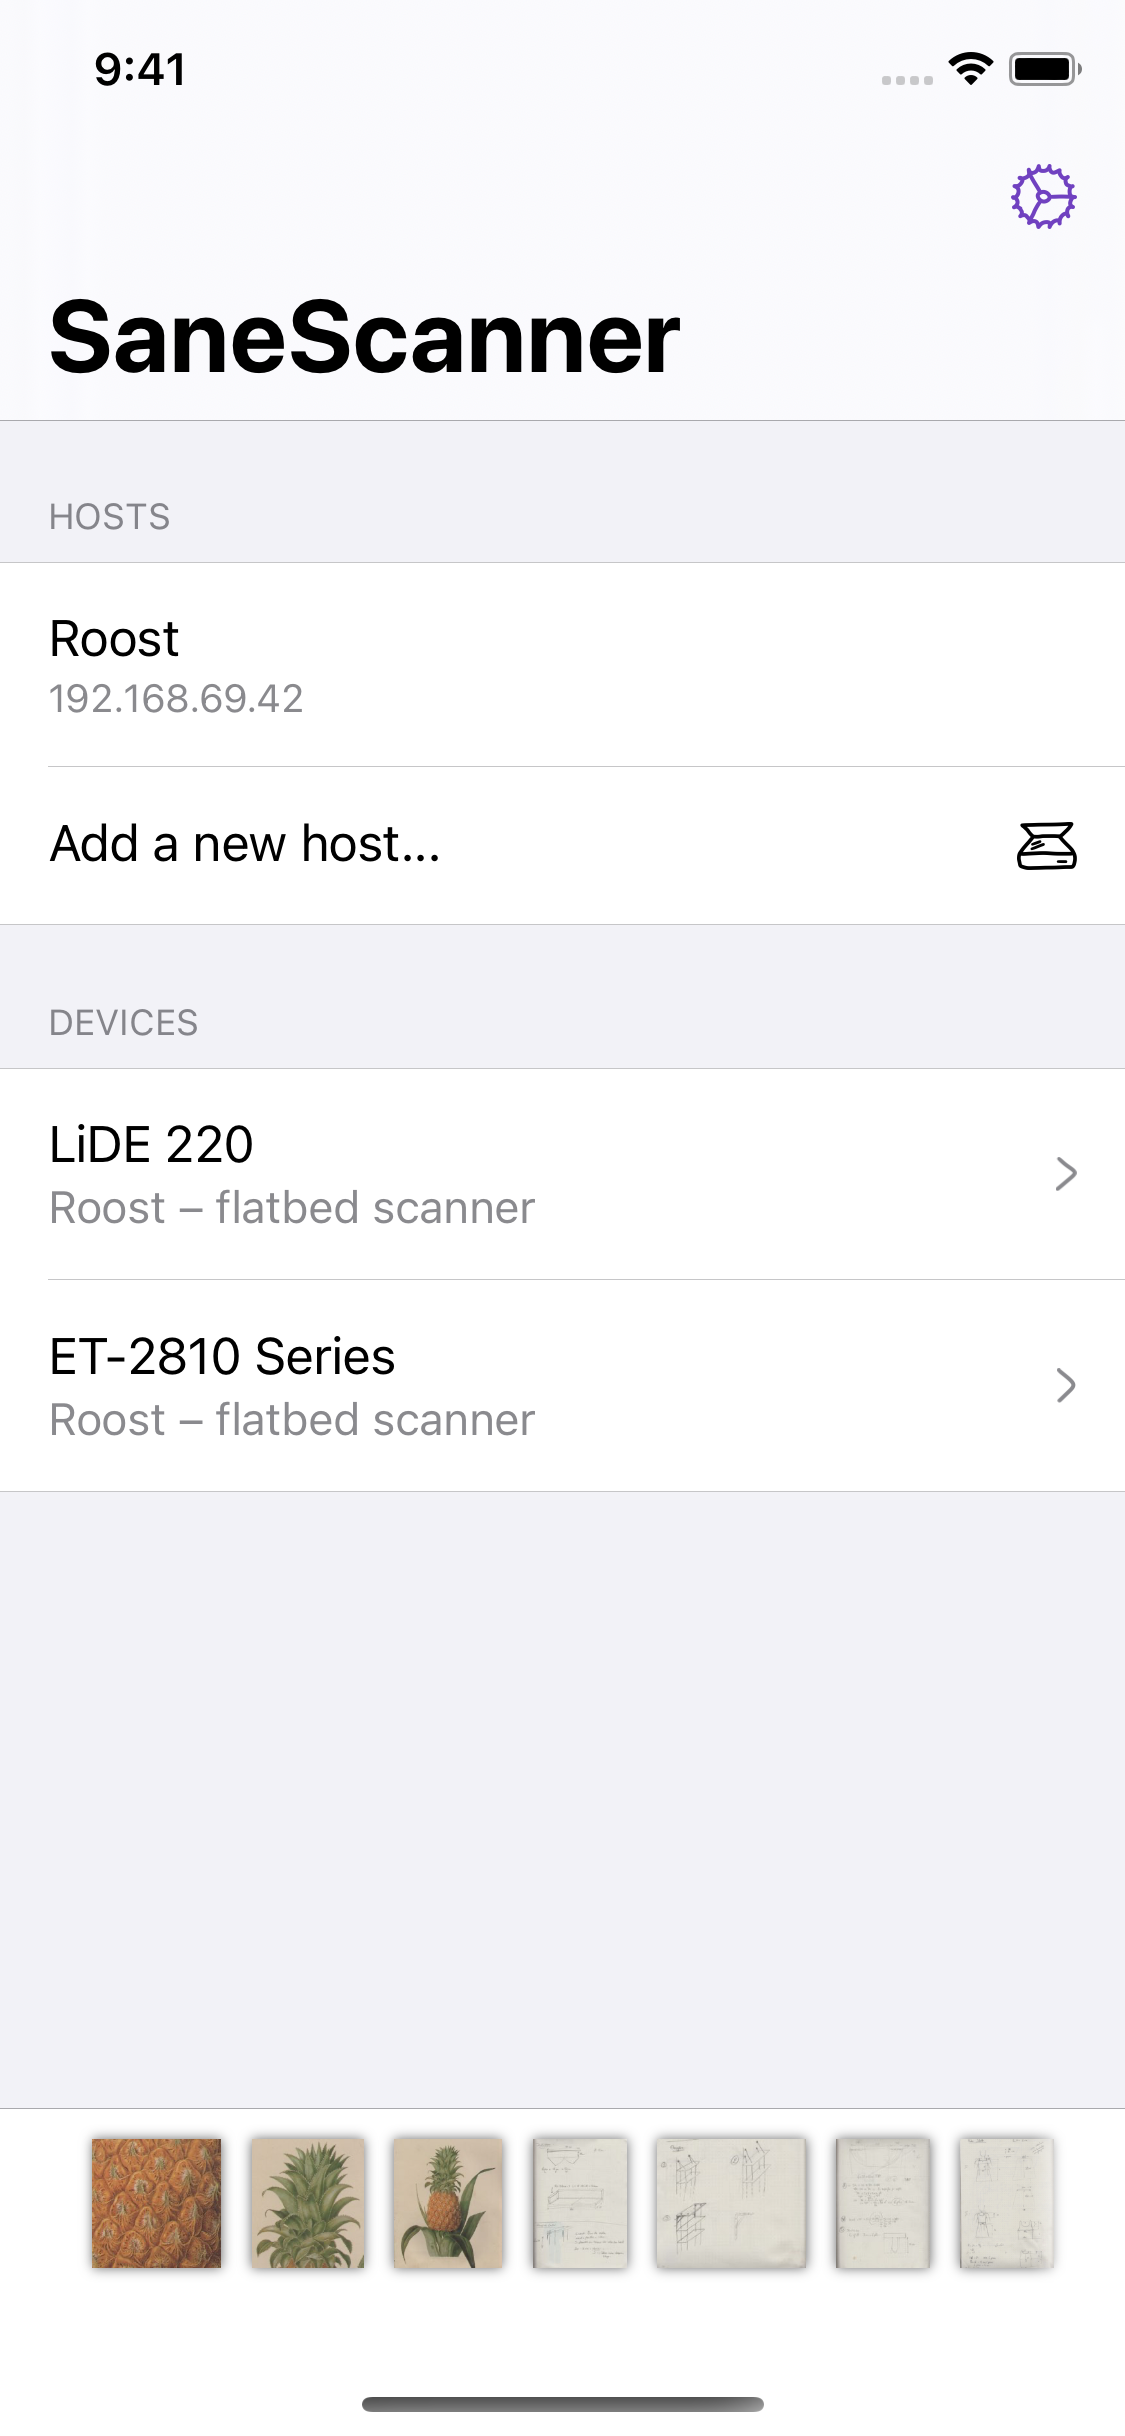 9:41
SaneScanner
HOSTS
Roost
192.168.69.42
Add a new host...
DEVICES
LiDE 220
Roost – flatbed scanner
ET-2810 Series
Roost – flatbed scanner